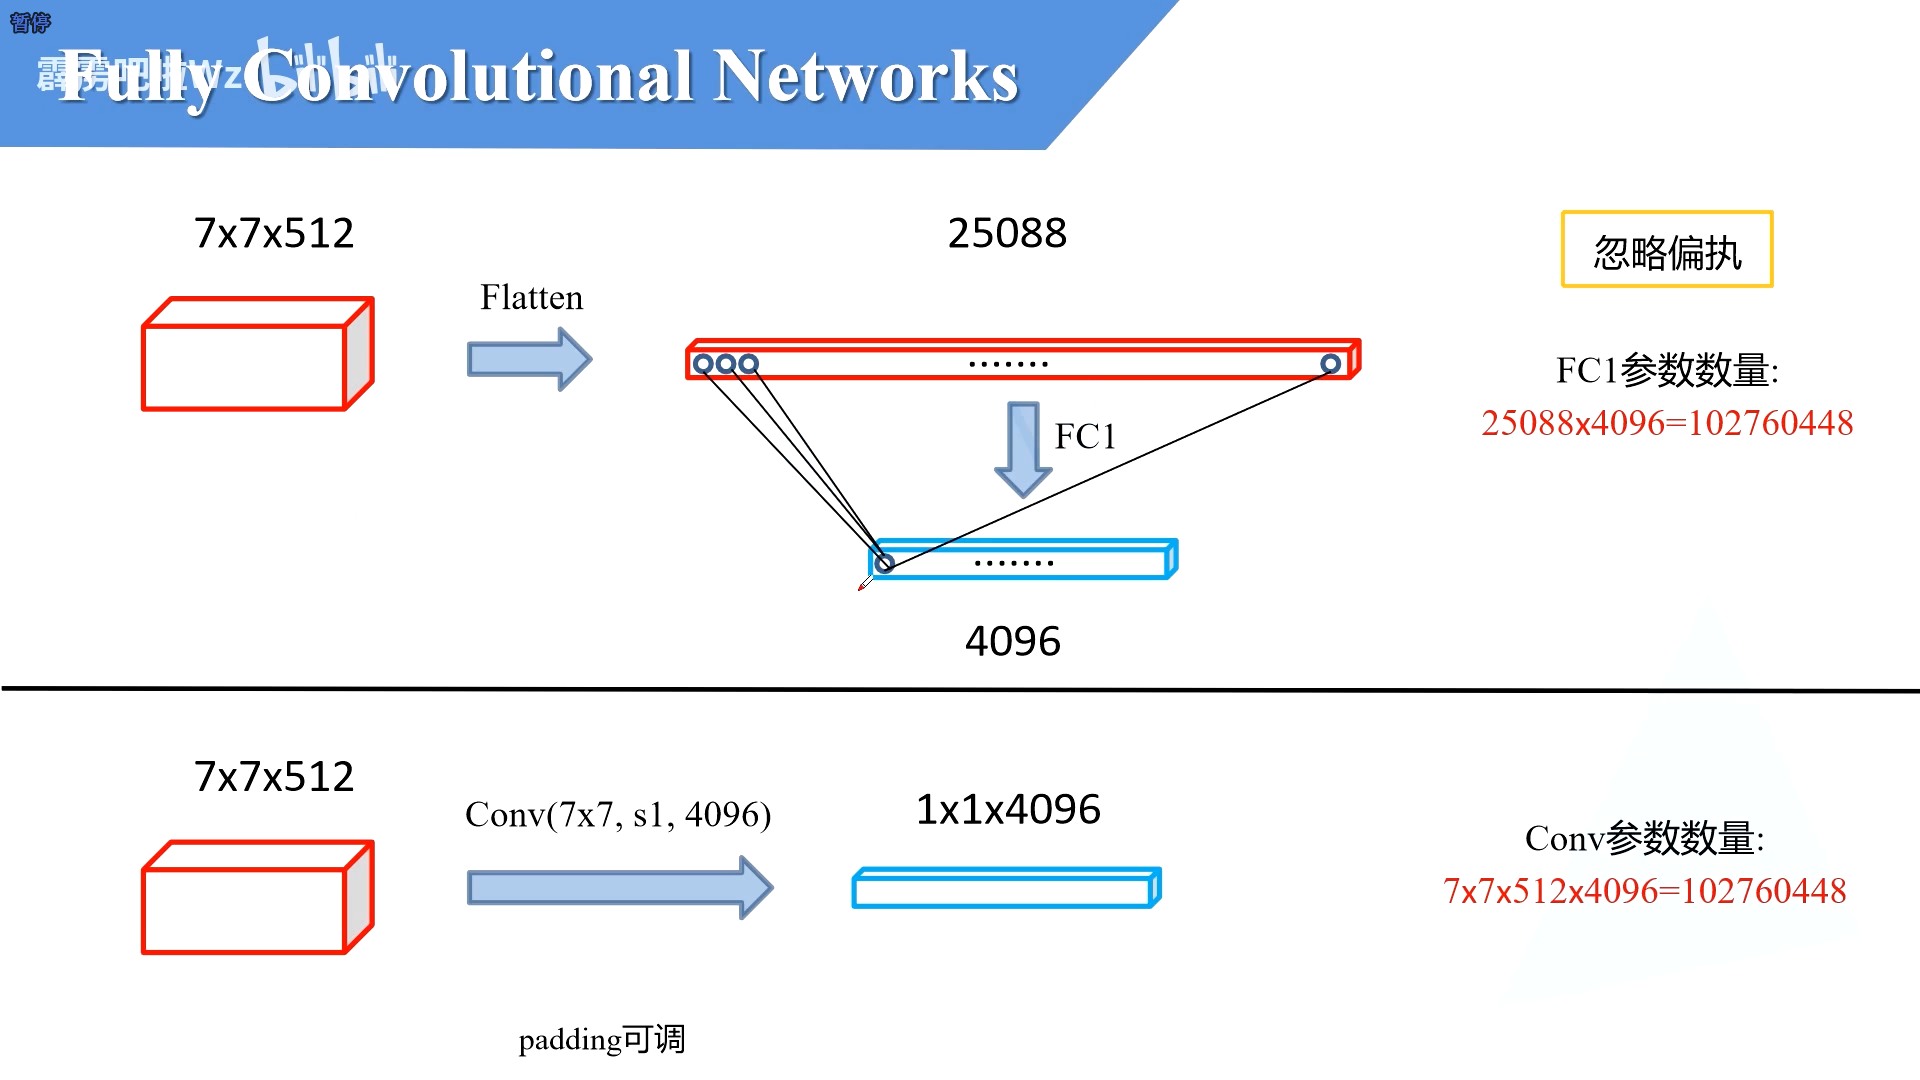 暂停
霹雳吧啦Wz bilibili
Fully Convolutional Networks
7x7x512
25088
忽略偏执
Flatten
.......
FC1
FC1参数数量:
25088x4096=102760448
.......
4096
7x7x512
Conv(7x7, s1, 4096)
1x1x4096
Conv参数数量:
7x7x512x4096=102760448
padding可调